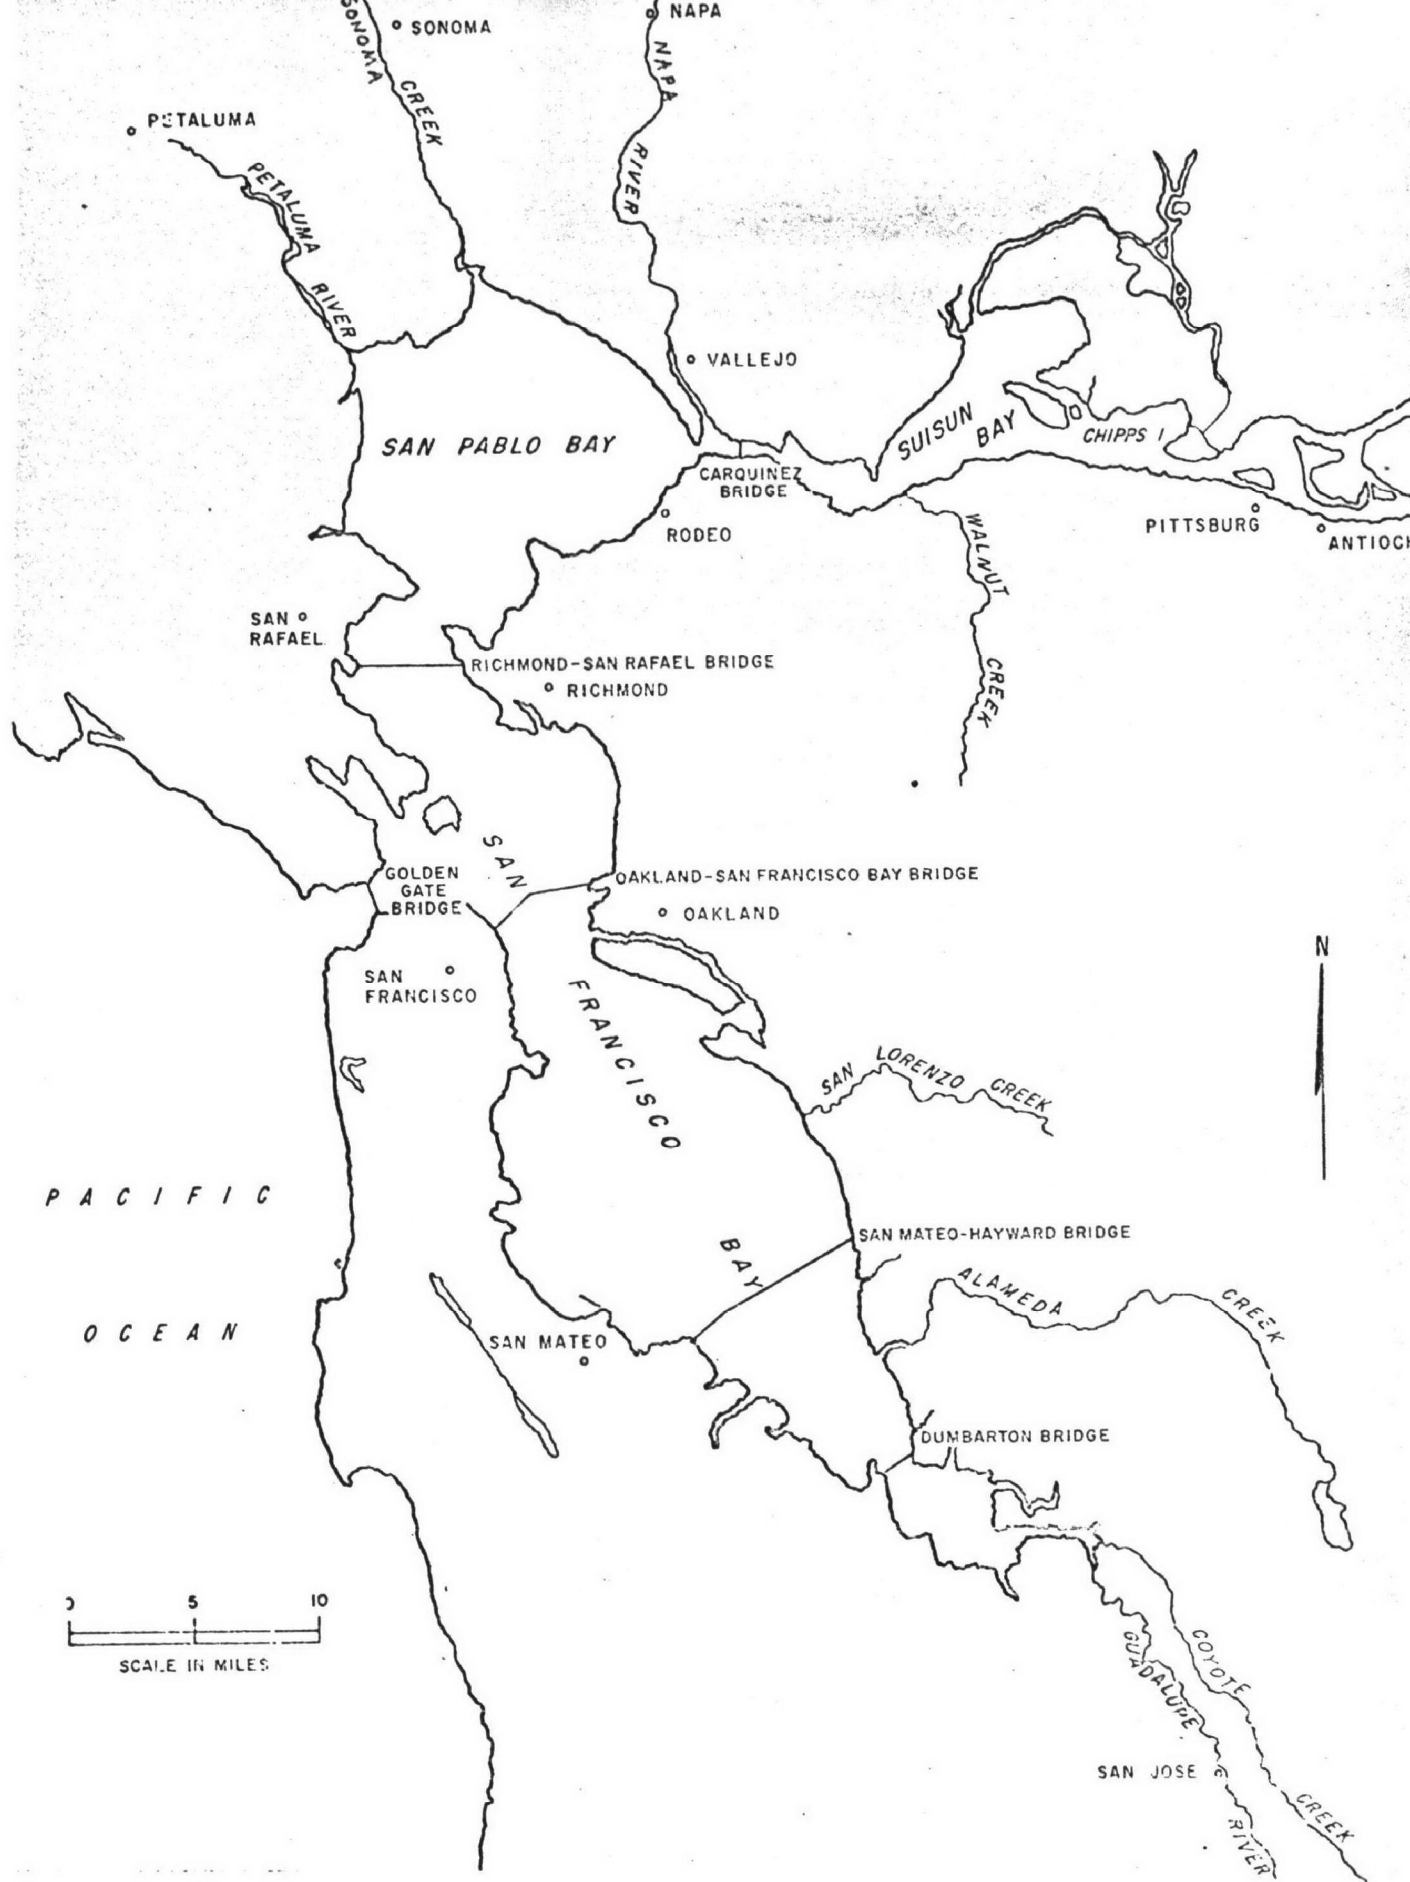 SONOMA
NAPA
SONOMA CREEK
NAPA RIVER
PETALUMA
PETALUMA RIVER
VALLEJO
SAN PABLO BAY
SUISUN
BAY
CHIPPS I
CARQUINEZ
BRIDGE
RODEO
WALNUT CREEK
PITTSBURG
ANTIOCH
SAN
RAFAEL
RICHMOND-SAN RAFAEL BRIDGE
RICHMOND
GOLDEN
GATE
BRIDGE
OAKLAND-SAN FRANCISCO BAY BRIDGE
OAKLAND
SAN
FRANCISCO
SAN FRANCISCO BAY
N
SAN LORENZO CREEK
PACIFIC
OCEAN
SAN MATEO-HAYWARD BRIDGE
ALAMEDA CREEK
SAN MATEO
DUMBARTON BRIDGE
0 5 10
SCALE IN MILES
COYOTE CREEK
GUADALUPE RIVER
SAN JOSE